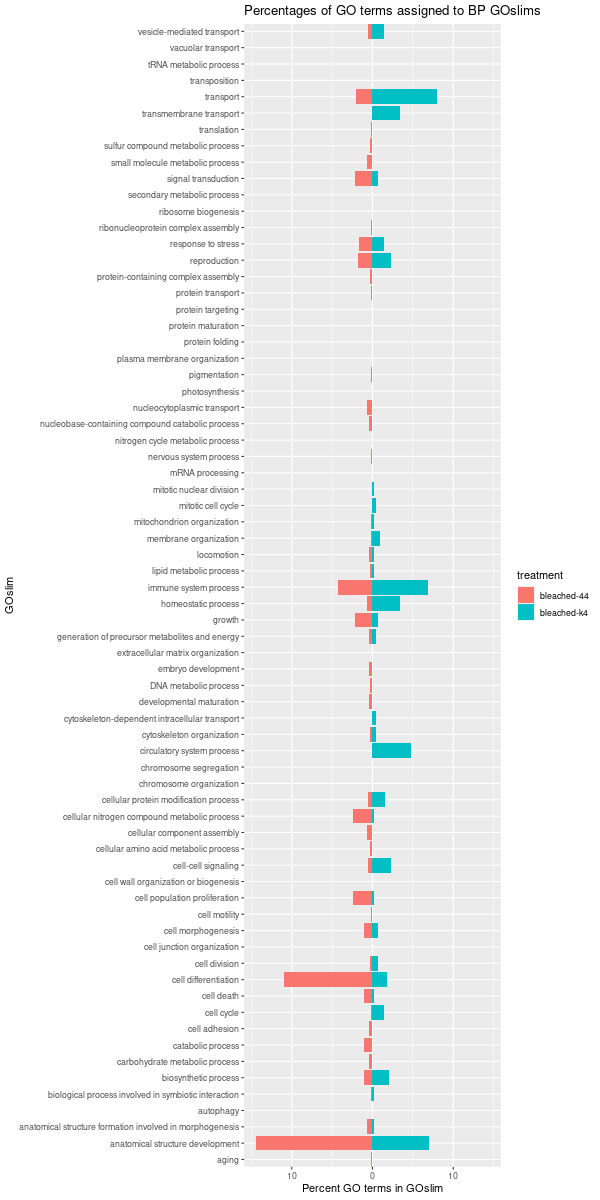 Percentages of GO terms assigned to BP GOslims
vesicle-mediated transport
vacuolar transport
tRNA metabolic process
transposition
transport
transmembrane transport
translation
sulfur compound metabolic process
small molecule metabolic process
signal transduction
secondary metabolic process
ribosome biogenesis
ribonucleoprotein complex assembly
response to stress
reproduction
protein-containing complex assembly
protein transport
protein targeting
protein maturation
protein folding
plasma membrane organization
pigmentation
photosynthesis
nucleocytoplasmic transport
nucleobase-containing compound catabolic process
nitrogen cycle metabolic process
nervous system process
mRNA processing
mitotic nuclear division
mitotic cell cycle
mitochondrion organization
membrane organization
locomotion
lipid metabolic process
immune system process
homeostatic process
growth
generation of precursor metabolites and energy
extracellular matrix organization
embryo development
DNA metabolic process
developmental maturation
cytoskeleton-dependent intracellular transport
cytoskeleton organization
circulatory system process
chromosome segregation
chromosome organization
cellular protein modification process
cellular nitrogen compound metabolic process
cellular component assembly
cellular amino acid metabolic process
cell-cell signaling
cell wall organization or biogenesis
cell population proliferation
cell motility
cell morphogenesis
cell junction organization
cell division
cell differentiation
cell death
cell cycle
cell adhesion
catabolic process
carbohydrate metabolic process
biosynthetic process
biological process involved in symbiotic interaction
autophagy
anatomical structure formation involved in morphogenesis
anatomical structure development
aging
GOslim
10 0 10
Percent GO terms in GOslim
treatment
bleached-44
bleached-k4